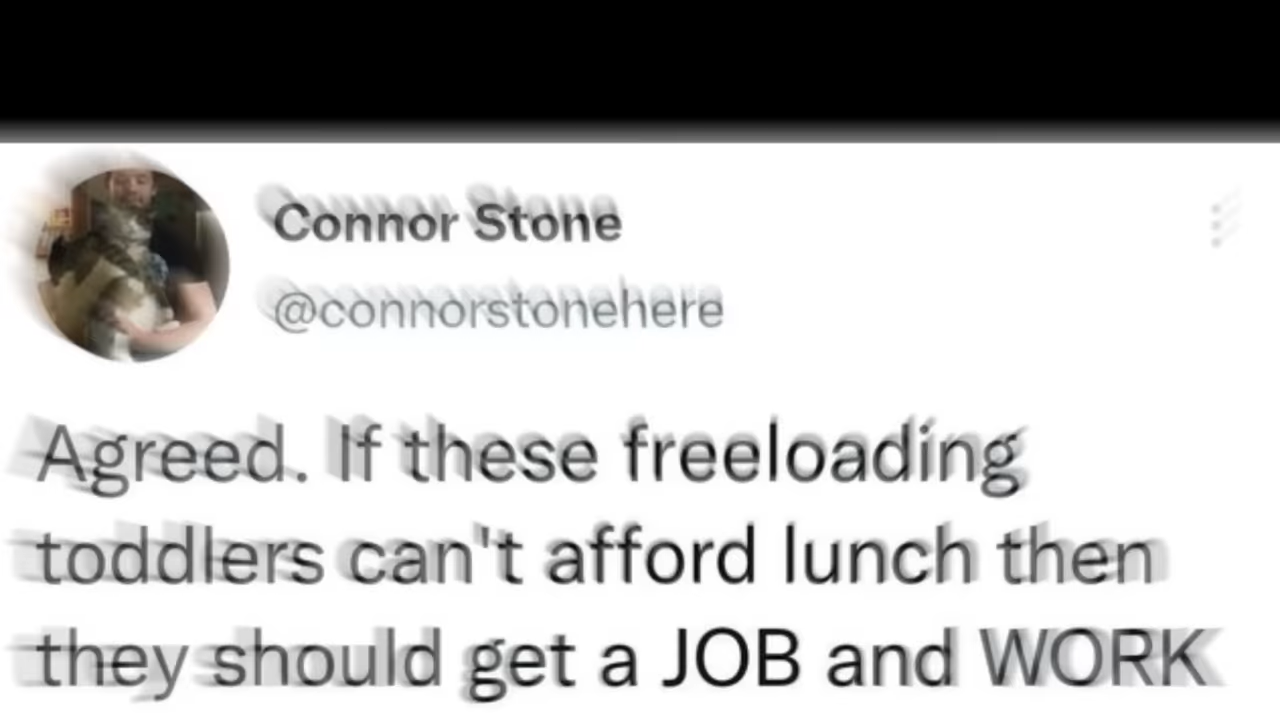 Connor Stone
@connorstonehere
Agreed. If these freeloading
toddlers can't afford lunch then
they should get a JOB and WORK